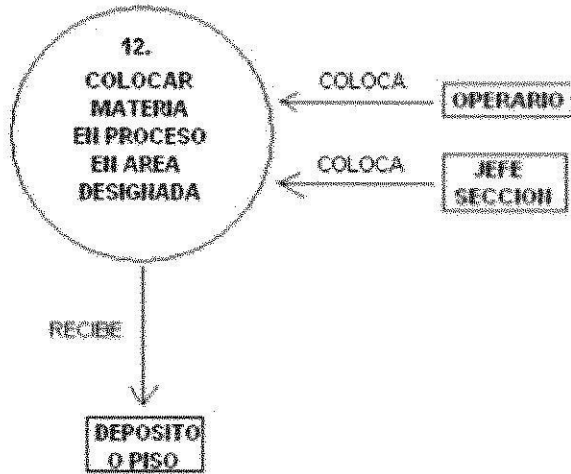 12.
COLOCAR
MATERIA
EN PROCESO
EN AREA
DESIGNADA
COLOCA
OPERARIO
COLOCA
JEFE
SECCION
RECIBE
DEPOSITO
O PISO